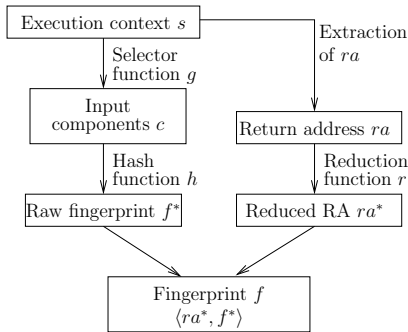 Execution context s
Extraction
of ra
Selector
function g
Input
components c
Return address ra
Hash
function h
Reduction
function r
Raw fingerprint f*
Reduced RA ra*
Fingerprint f
⟨ra*, f*⟩